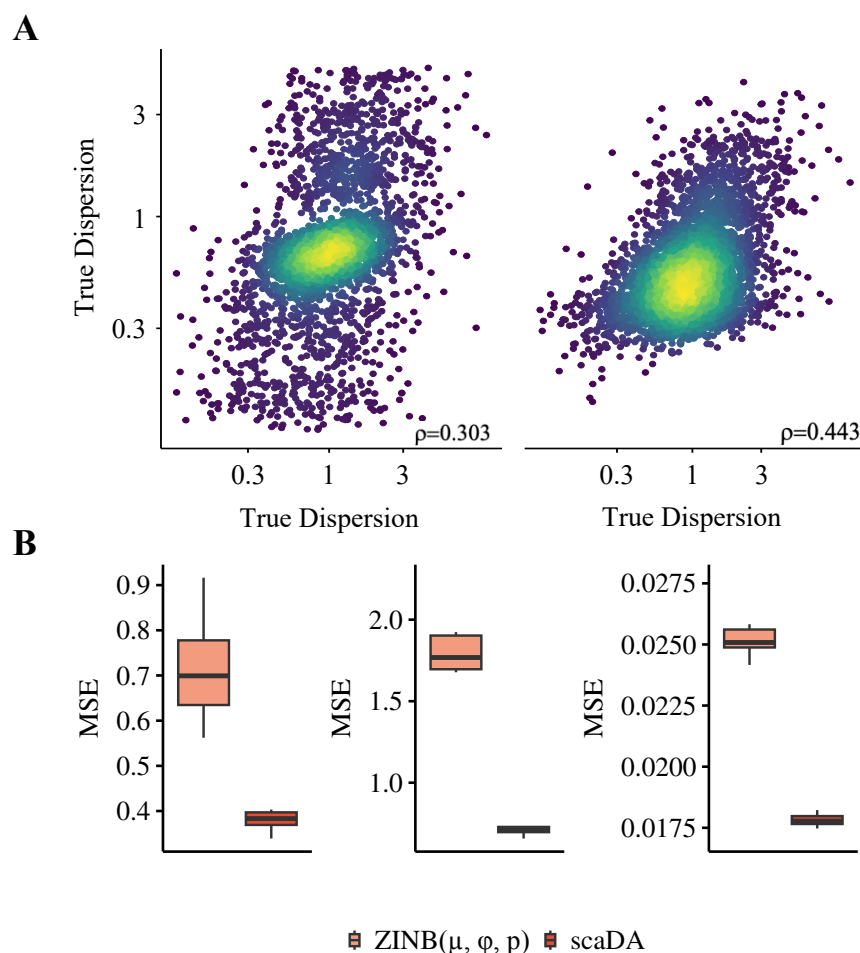 A
True Dispersion
3
1
0.3
ρ=0.303
ρ=0.443
0.3 1 3
0.3 1 3
True Dispersion
True Dispersion
B
MSE
0.9
0.8
0.7
0.6
0.5
0.4
MSE
2.0
1.5
1.0
MSE
0.0275
0.0250
0.0225
0.0200
0.0175
ZINB(μ, φ, p) scaDA